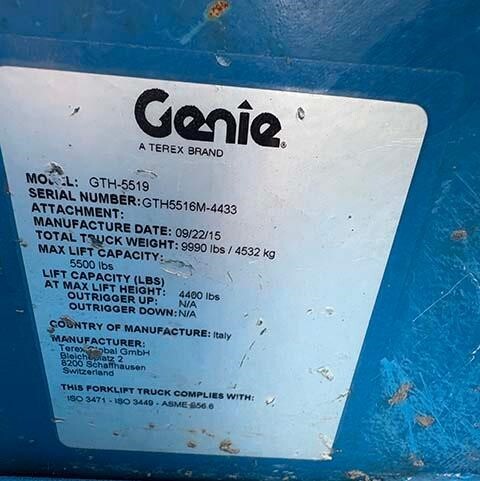 Genie
A TEREX BRAND
MODEL: GTH-5519
SERIAL NUMBER: GTH5516M-4433
ATTACHMENT:
MANUFACTURE DATE: 09/22/15
TOTAL TRUCK WEIGHT: 9990 lbs / 4532 kg
MAX LIFT CAPACITY:
5500 lbs
LIFT CAPACITY (LBS)
AT MAX LIFT HEIGHT: 4400 lbs
OUTRIGGER UP: N/A
OUTRIGGER DOWN: N/A
COUNTRY OF MANUFACTURE: Italy
MANUFACTURER:
Terex Global GmbH
Bleicheplatz 2
8200 Schaffhausen
Switzerland
THIS FORKLIFT TRUCK COMPLIES WITH:
ISO 3471 - ISO 3449 - ASME B56.6